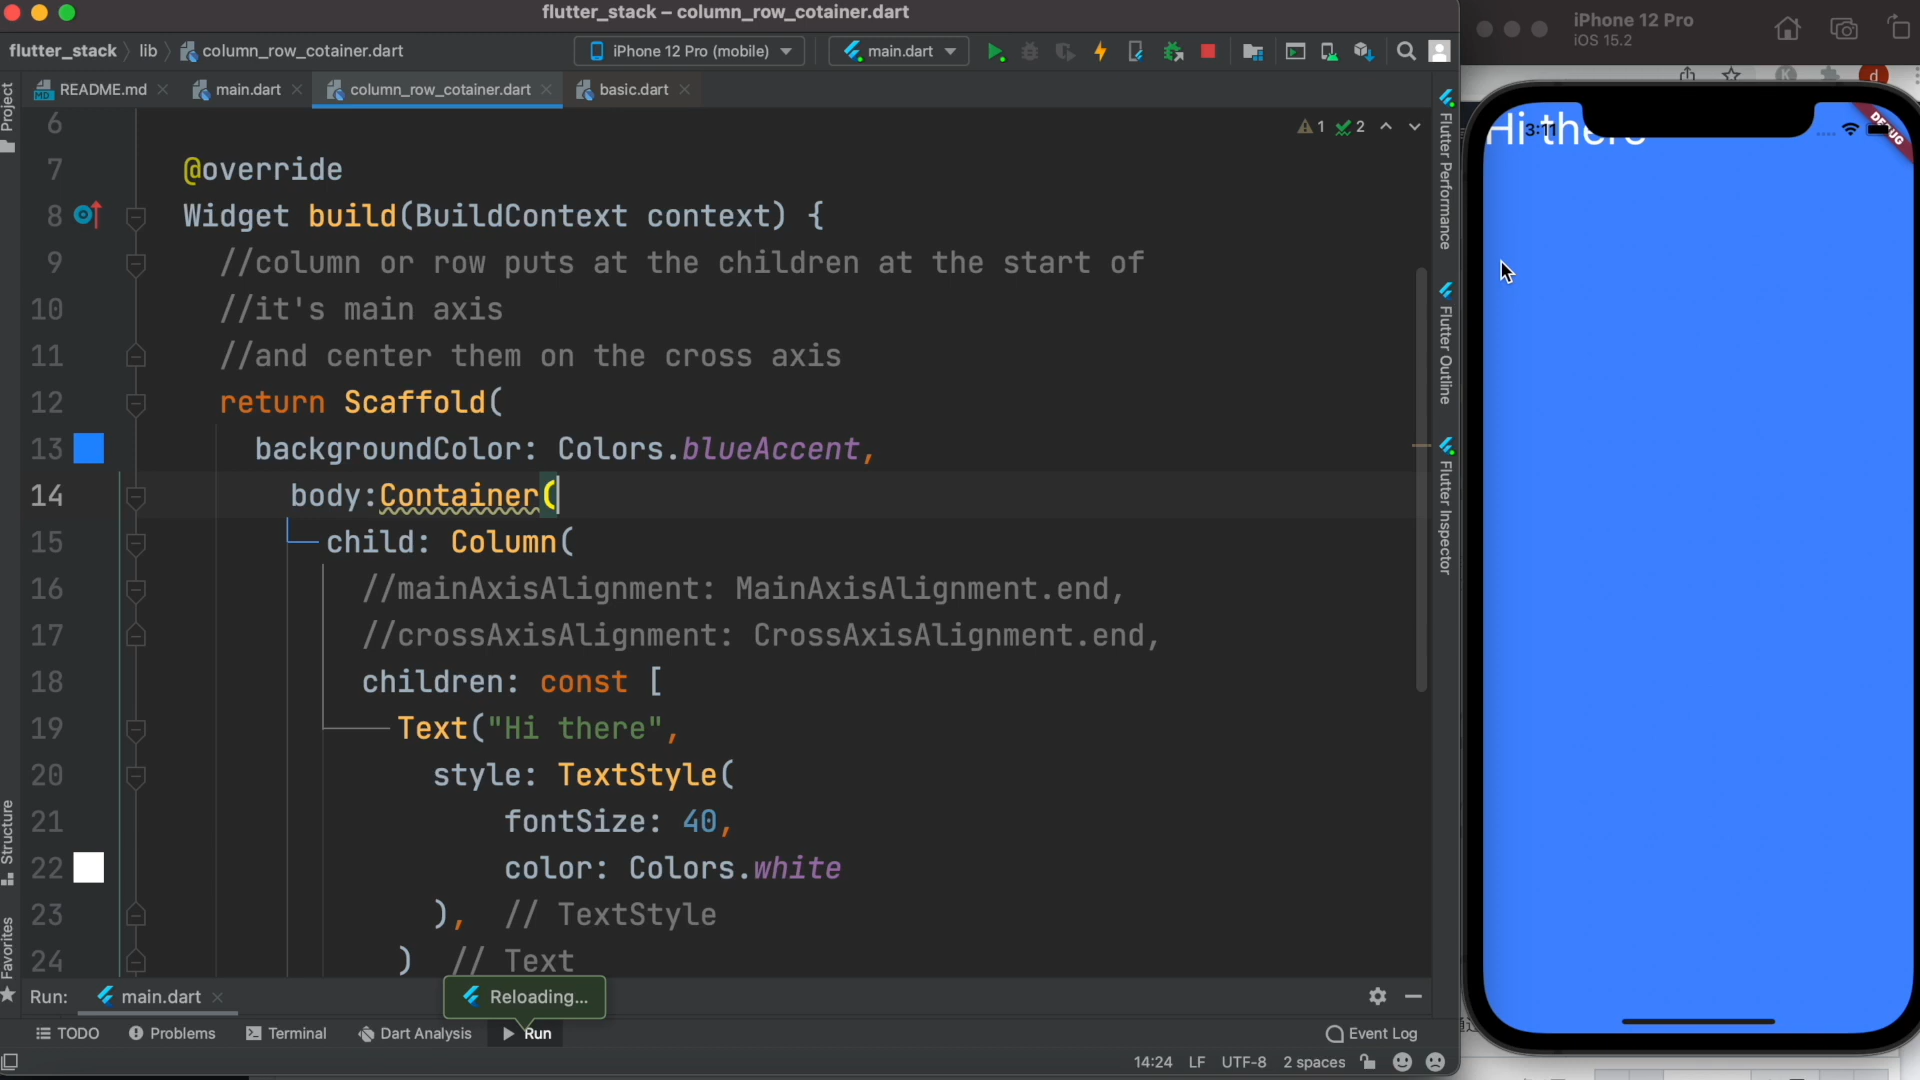 flutter_stack – column_row_cotainer.dart
flutter_stack lib column_row_cotainer.dart
iPhone 12 Pro (mobile)
main.dart
README.md
main.dart
column_row_cotainer.dart
basic.dart
Project
Structure
Favorites
1 2
6
7 @override
8 Widget build(BuildContext context) {
9 //column or row puts at the children at the start of
10 //it's main axis
11 //and center them on the cross axis
12 return Scaffold(
13 backgroundColor: Colors.blueAccent,
14 body:Container(
15 child: Column(
16 //mainAxisAlignment: MainAxisAlignment.end,
17 //crossAxisAlignment: CrossAxisAlignment.end,
18 children: const [
19 Text("Hi there",
20 style: TextStyle(
21 fontSize: 40,
22 color: Colors.white
23 ), // TextStyle
24 ) // Text
Flutter Performance
Flutter Outline
Flutter Inspector
Run: main.dart
Reloading...
TODO
Problems
Terminal
Dart Analysis
Run
Event Log
14:24 LF UTF-8 2 spaces
iPhone 12 Pro
iOS 15.2
K
d
Hi there
3:11
DEBUG